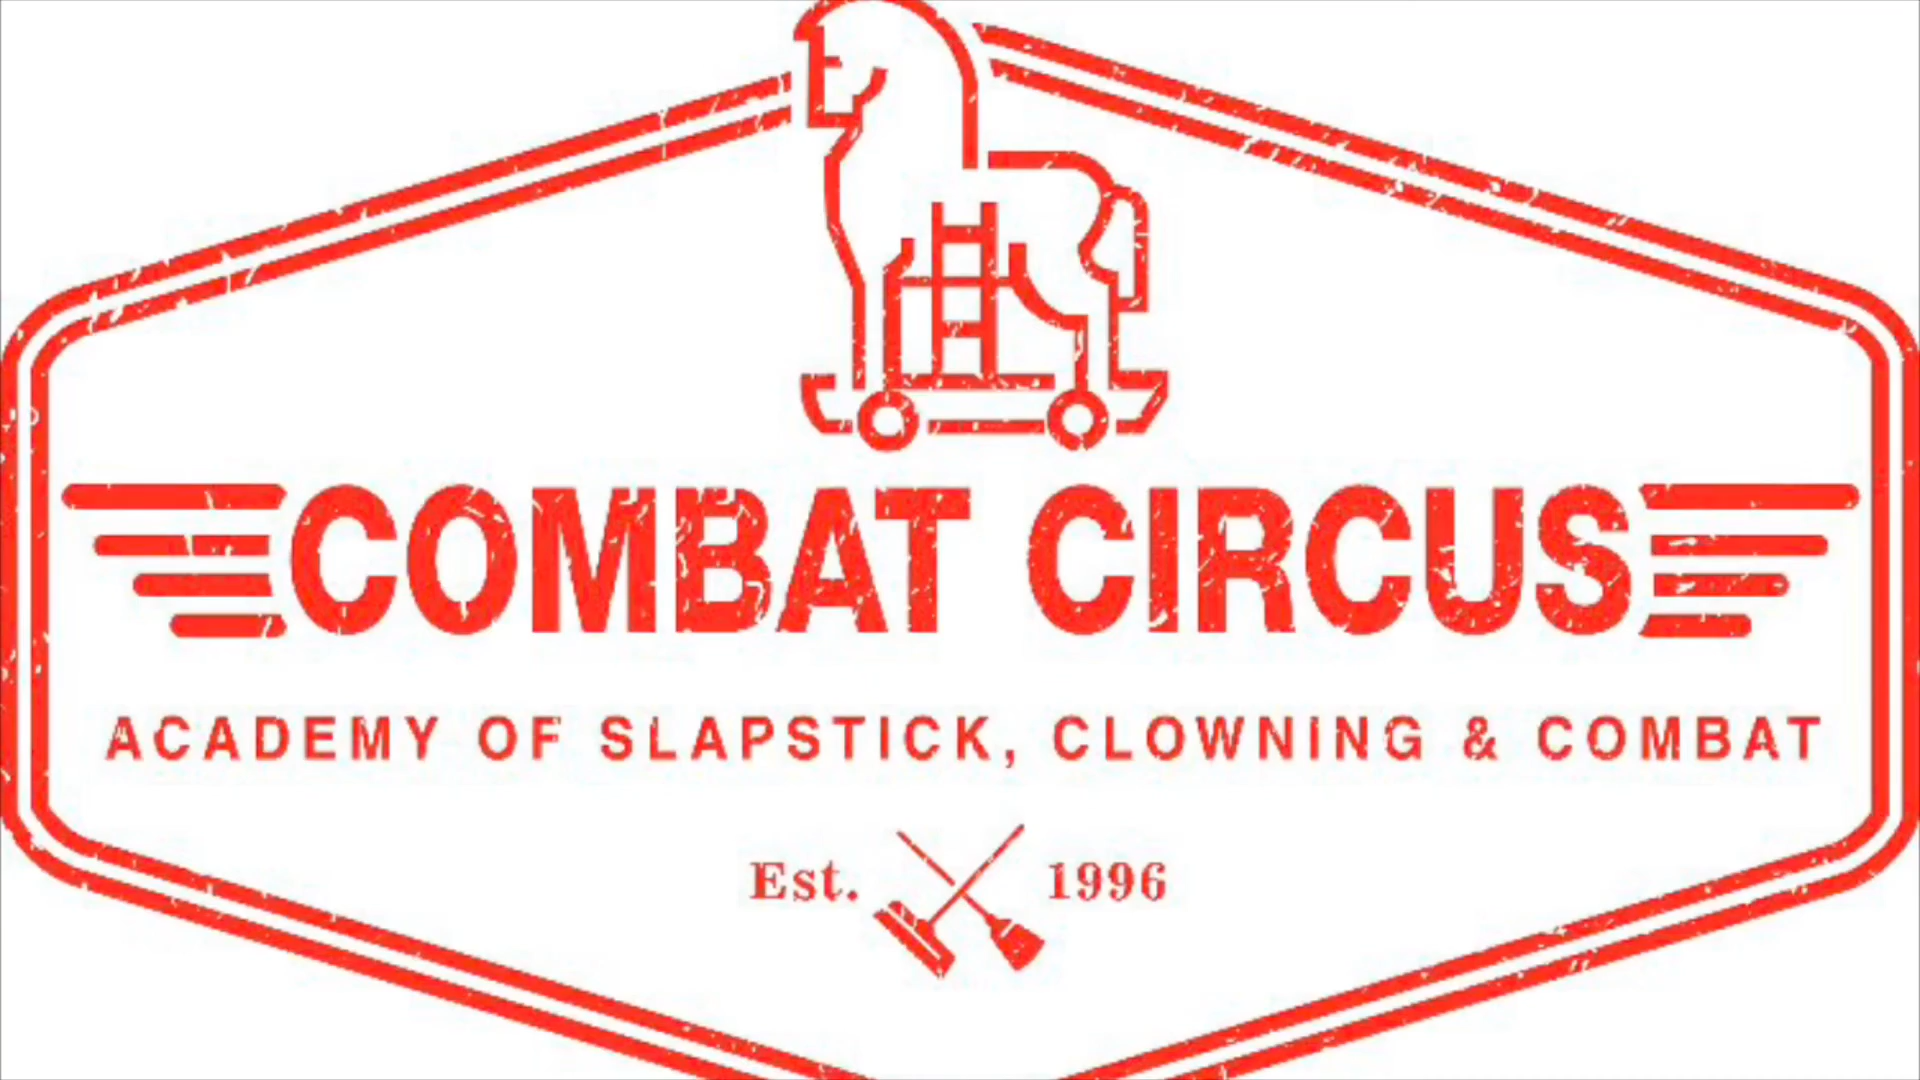 COMBAT CIRCUS
ACADEMY OF SLAPSTICK, CLOWNING & COMBAT
Est. 1996